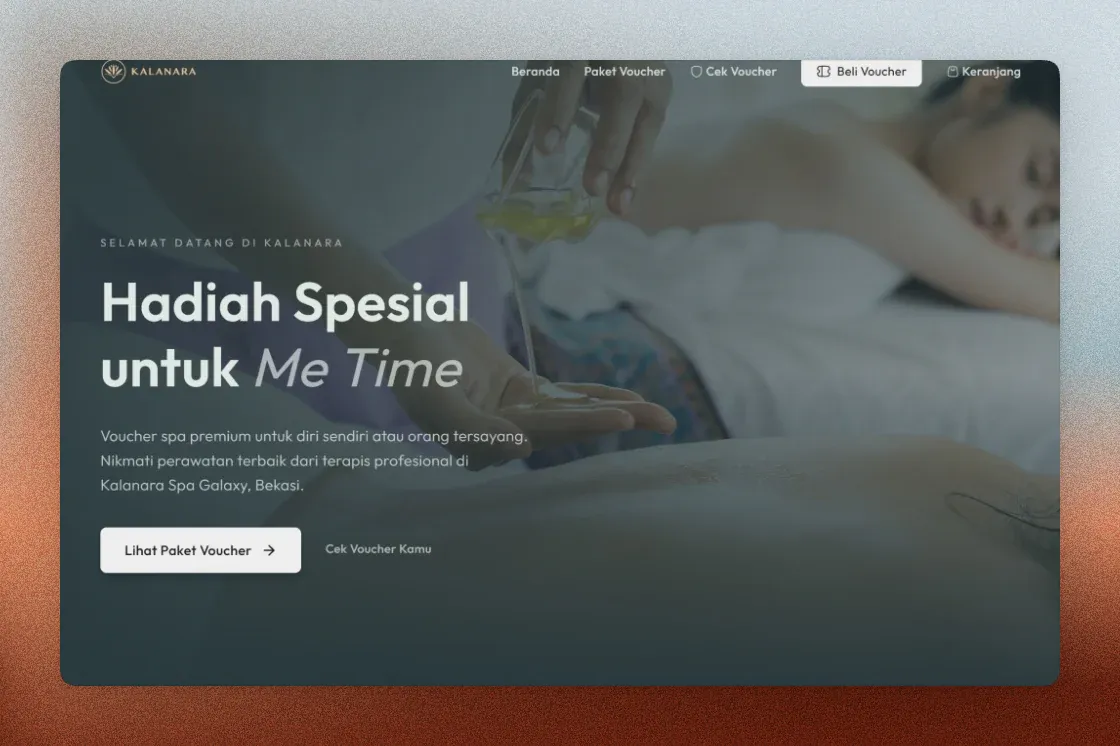 KALANARA
Beranda
Paket Voucher
Cek Voucher
Beli Voucher
Keranjang
SELAMAT DATANG DI KALANARA
Hadiah Spesial
untuk Me Time
Voucher spa premium untuk diri sendiri atau orang tersayang.
Nikmati perawatan terbaik dari terapis profesional di
Kalanara Spa Galaxy, Bekasi.
Lihat Paket Voucher
Cek Voucher Kamu